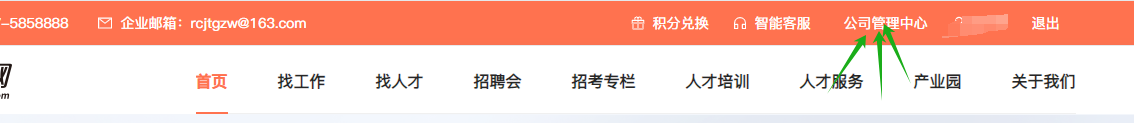 -5858888 企业邮箱：rcjtgzw@163.com 积分兑换 智能客服 公司管理中心 退出
网 首页 找工作 找人才 招聘会 招考专栏 人才培训 人才服务 产业园 关于我们
om